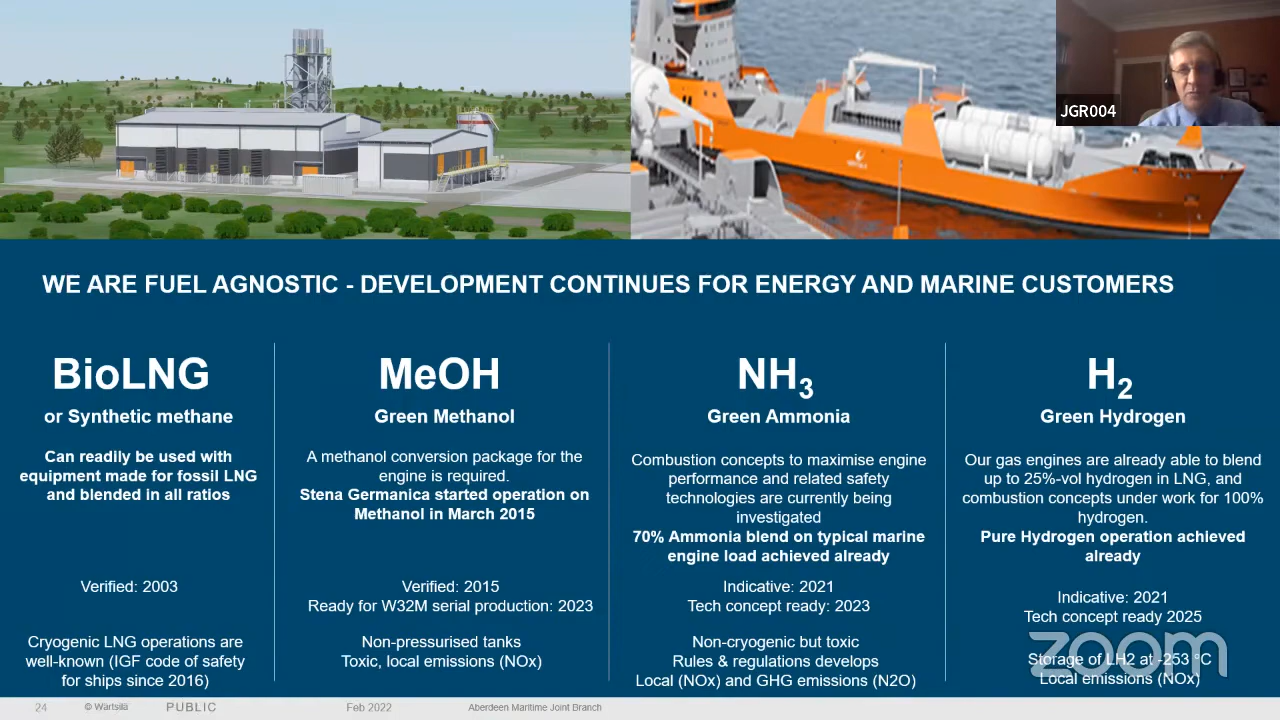 JGR004
WE ARE FUEL AGNOSTIC - DEVELOPMENT CONTINUES FOR ENERGY AND MARINE CUSTOMERS
BioLNG
or Synthetic methane
Can readily be used with
equipment made for fossil LNG
and blended in all ratios
Verified: 2003
Cryogenic LNG operations are
well-known (IGF code of safety
for ships since 2016)
MeOH
Green Methanol
A methanol conversion package for the
engine is required.
Stena Germanica started operation on
Methanol in March 2015
Verified: 2015
Ready for W32M serial production: 2023
Non-pressurised tanks
Toxic, local emissions (NOx)
NH3
Green Ammonia
Combustion concepts to maximise engine
performance and related safety
technologies are currently being
investigated
70% Ammonia blend on typical marine
engine load achieved already
Indicative: 2021
Tech concept ready: 2023
Non-cryogenic but toxic
Rules & regulations develops
Local (NOx) and GHG emissions (N2O)
H2
Green Hydrogen
Our gas engines are already able to blend
up to 25%-vol hydrogen in LNG, and
combustion concepts under work for 100%
hydrogen.
Pure Hydrogen operation achieved
already
Indicative: 2021
Tech concept ready 2025
Storage of LH2 at -253 °C
Local emissions (NOx)
zoom
24 © Wärtsilä PUBLIC Feb 2022 Aberdeen Maritime Joint Branch